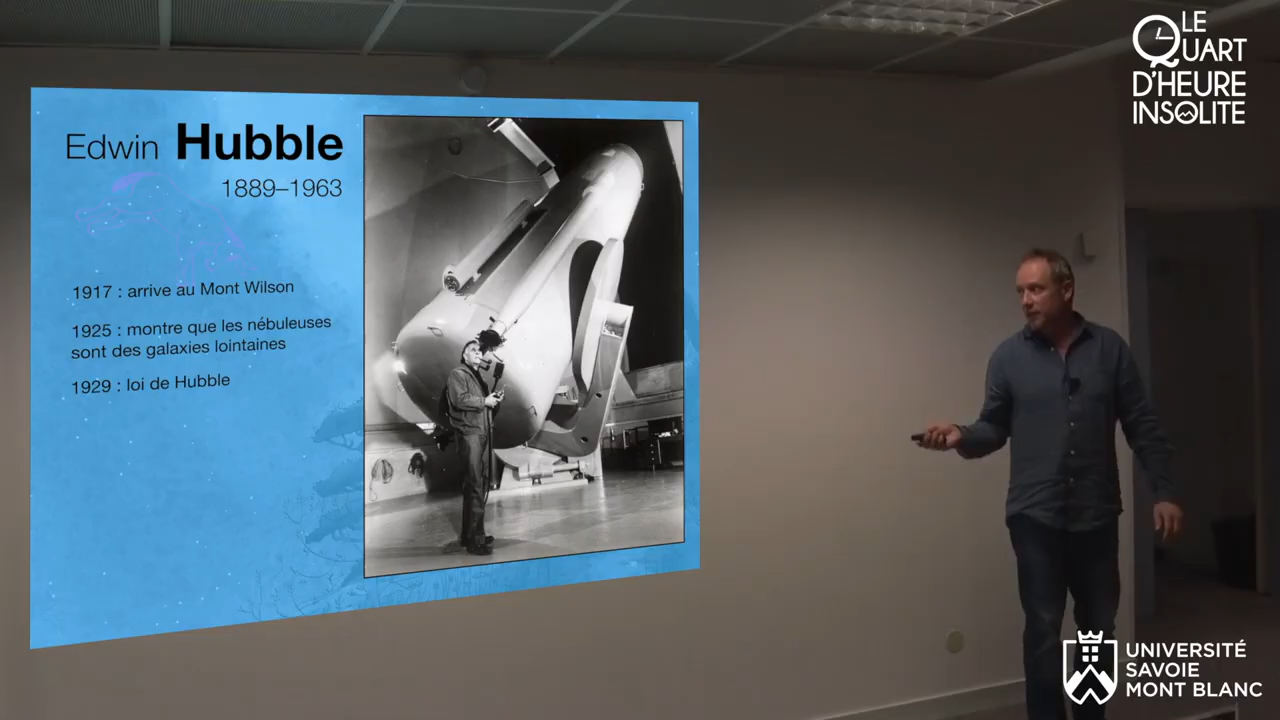 Edwin Hubble
1889–1963
1917 : arrive au Mont Wilson
1925 : montre que les nébuleuses
sont des galaxies lointaines
1929 : loi de Hubble
LE
QUART
D'HEURE
INSOLITE
UNIVERSITÉ
SAVOIE
MONT BLANC